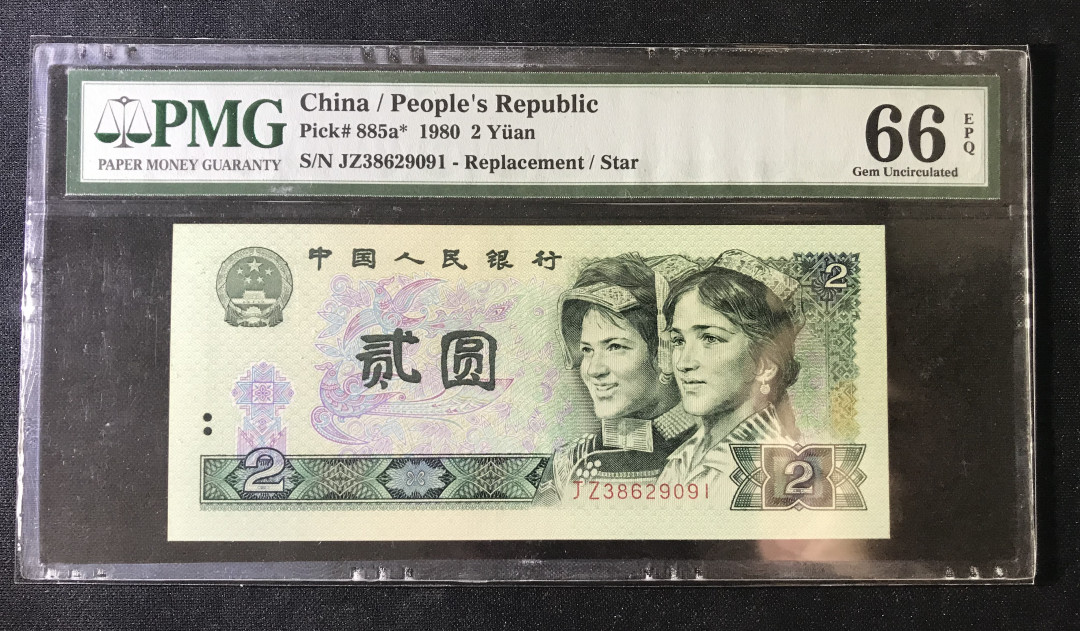 PMG
PAPER MONEY GUARANTY
China / People's Republic
Pick# 885a* 1980 2 Yüan
S/N JZ38629091 - Replacement / Star
66
EPQ
Gem Uncirculated
中国人民银行
2
贰圆
2
JZ38629091
2